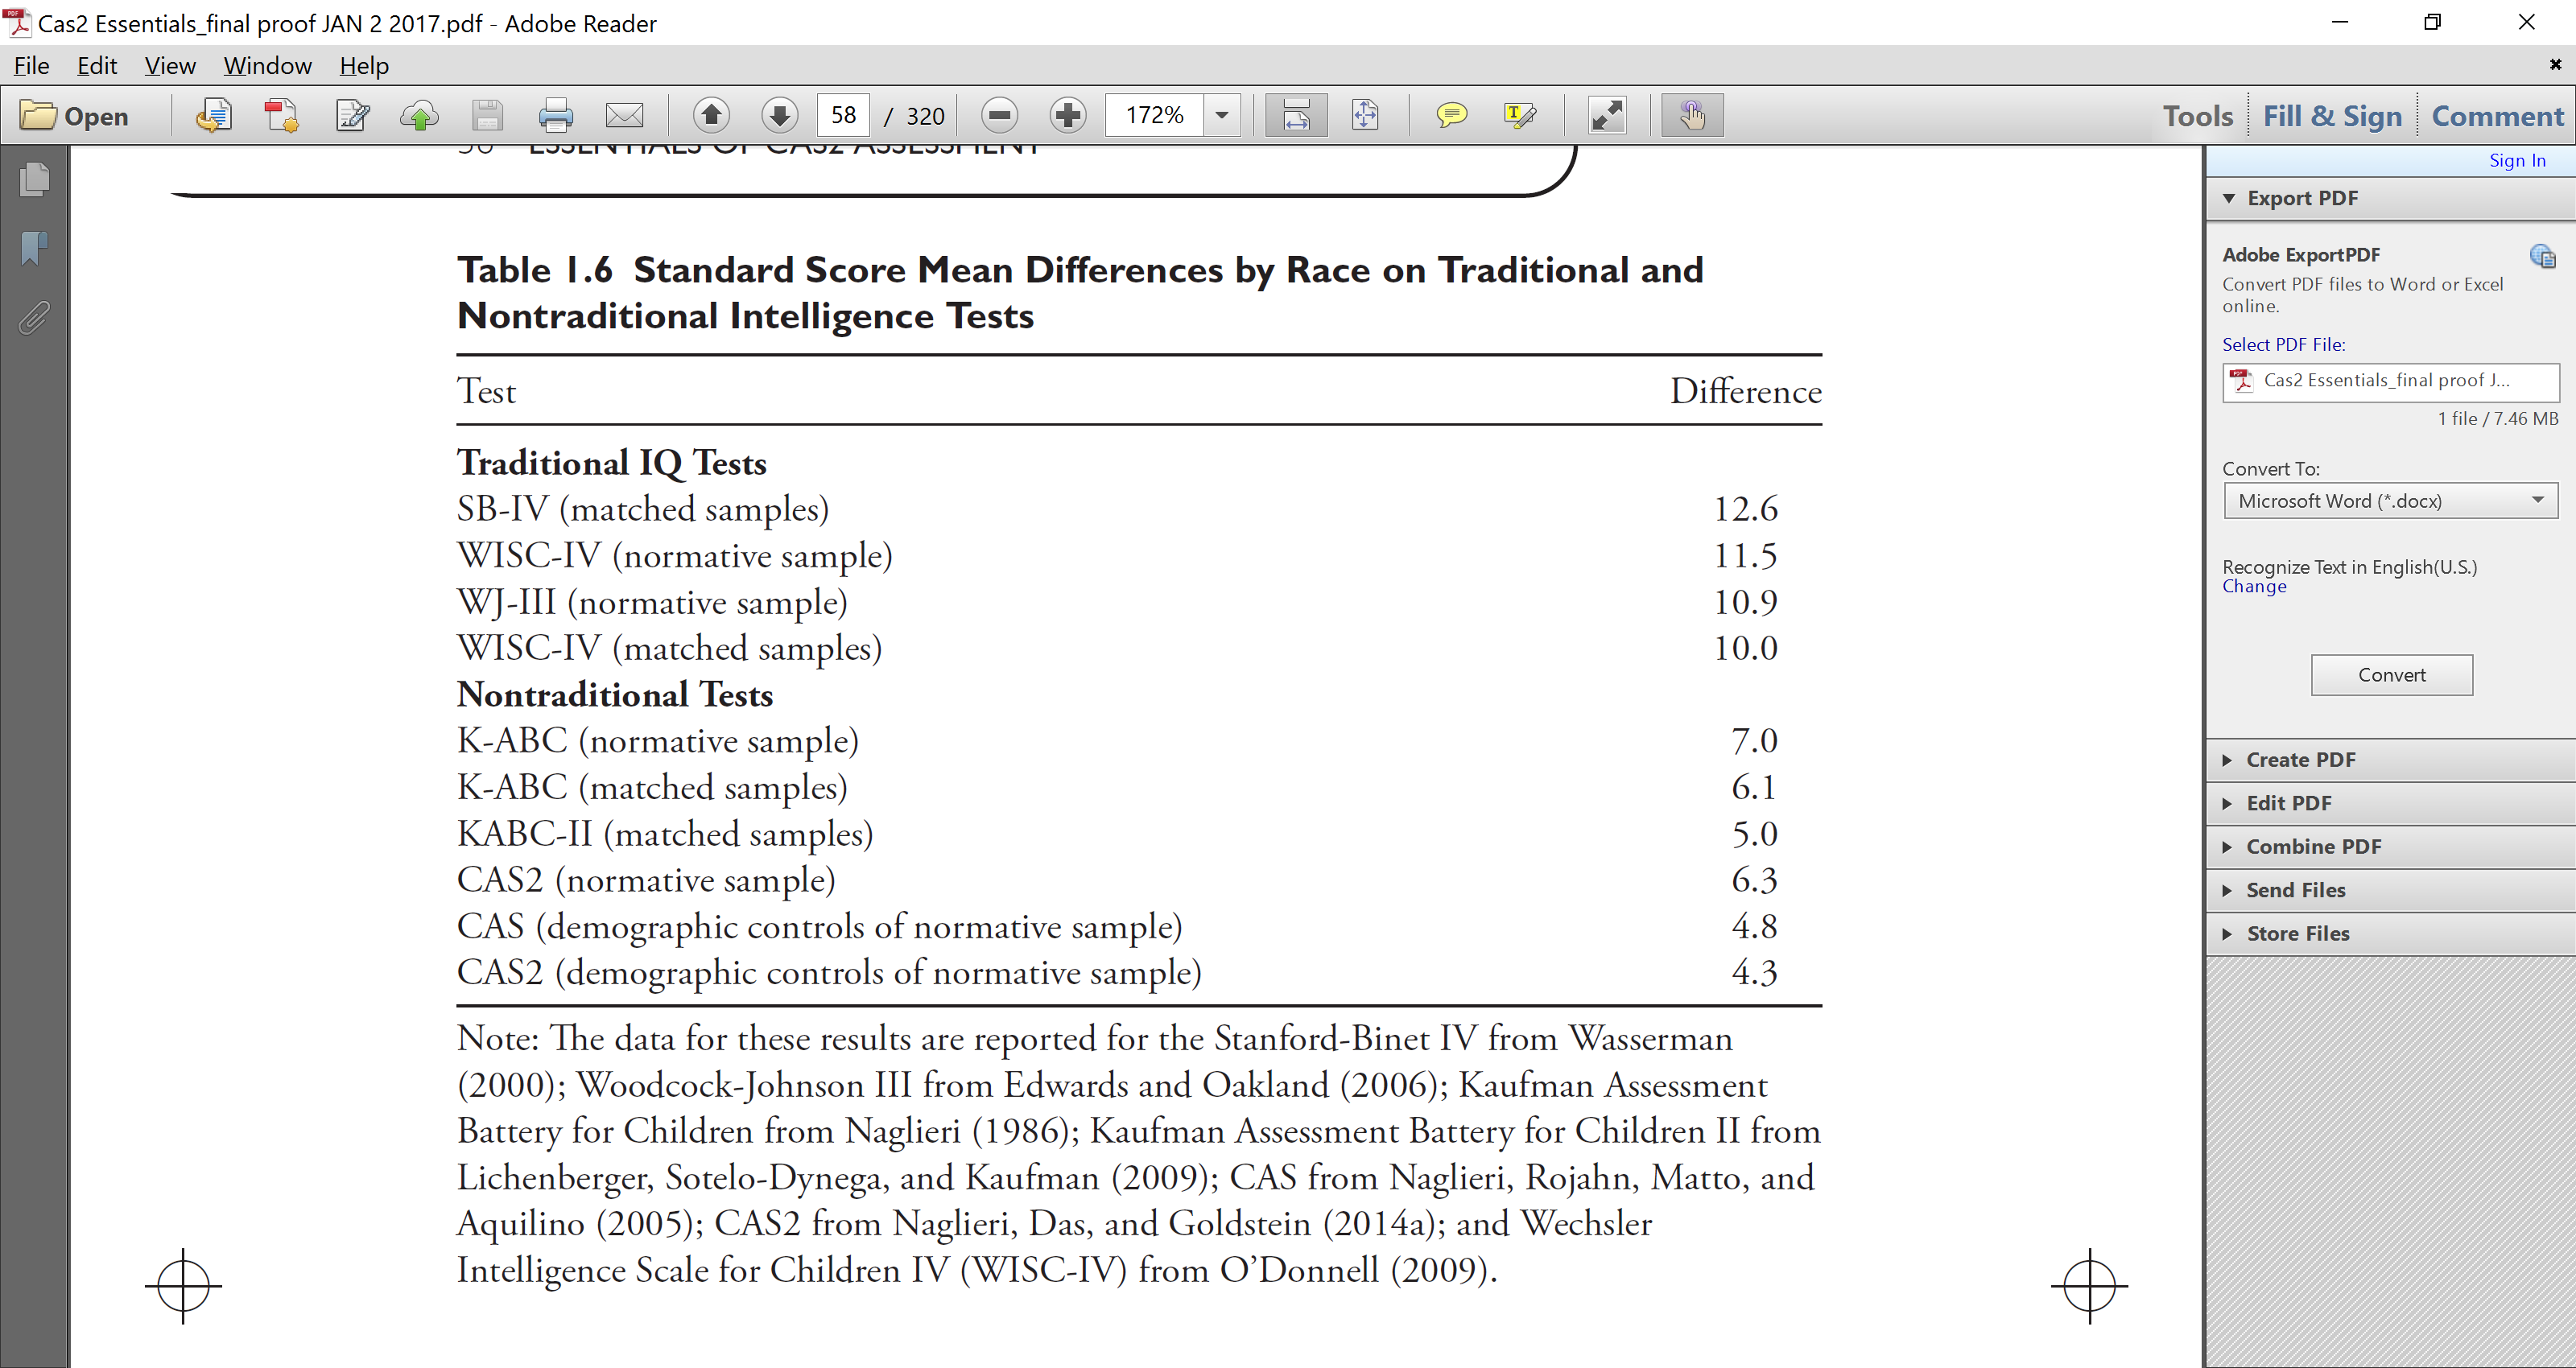 Cas2 Essentials_final proof JAN 2 2017.pdf - Adobe Reader
File Edit View Window Help
Open 58 / 320 172% Tools Fill & Sign Comment
ESSENTIALS OF CAS2 ASSESSMENT
Table 1.6 Standard Score Mean Differences by Race on Traditional and
Nontraditional Intelligence Tests
Test Difference
Traditional IQ Tests
SB-IV (matched samples) 12.6
WISC-IV (normative sample) 11.5
WJ-III (normative sample) 10.9
WISC-IV (matched samples) 10.0
Nontraditional Tests
K-ABC (normative sample) 7.0
K-ABC (matched samples) 6.1
KABC-II (matched samples) 5.0
CAS2 (normative sample) 6.3
CAS (demographic controls of normative sample) 4.8
CAS2 (demographic controls of normative sample) 4.3
Note: The data for these results are reported for the Stanford-Binet IV from Wasserman
(2000); Woodcock-Johnson III from Edwards and Oakland (2006); Kaufman Assessment
Battery for Children from Naglieri (1986); Kaufman Assessment Battery for Children II from
Lichenberger, Sotelo-Dynega, and Kaufman (2009); CAS from Naglieri, Rojahn, Matto, and
Aquilino (2005); CAS2 from Naglieri, Das, and Goldstein (2014a); and Wechsler
Intelligence Scale for Children IV (WISC-IV) from O’Donnell (2009).
Sign In
Export PDF
Adobe ExportPDF
Convert PDF files to Word or Excel
online.
Select PDF File:
Cas2 Essentials_final proof J...
1 file / 7.46 MB
Convert To:
Microsoft Word (*.docx)
Recognize Text in English(U.S.)
Change
Convert
Create PDF
Edit PDF
Combine PDF
Send Files
Store Files